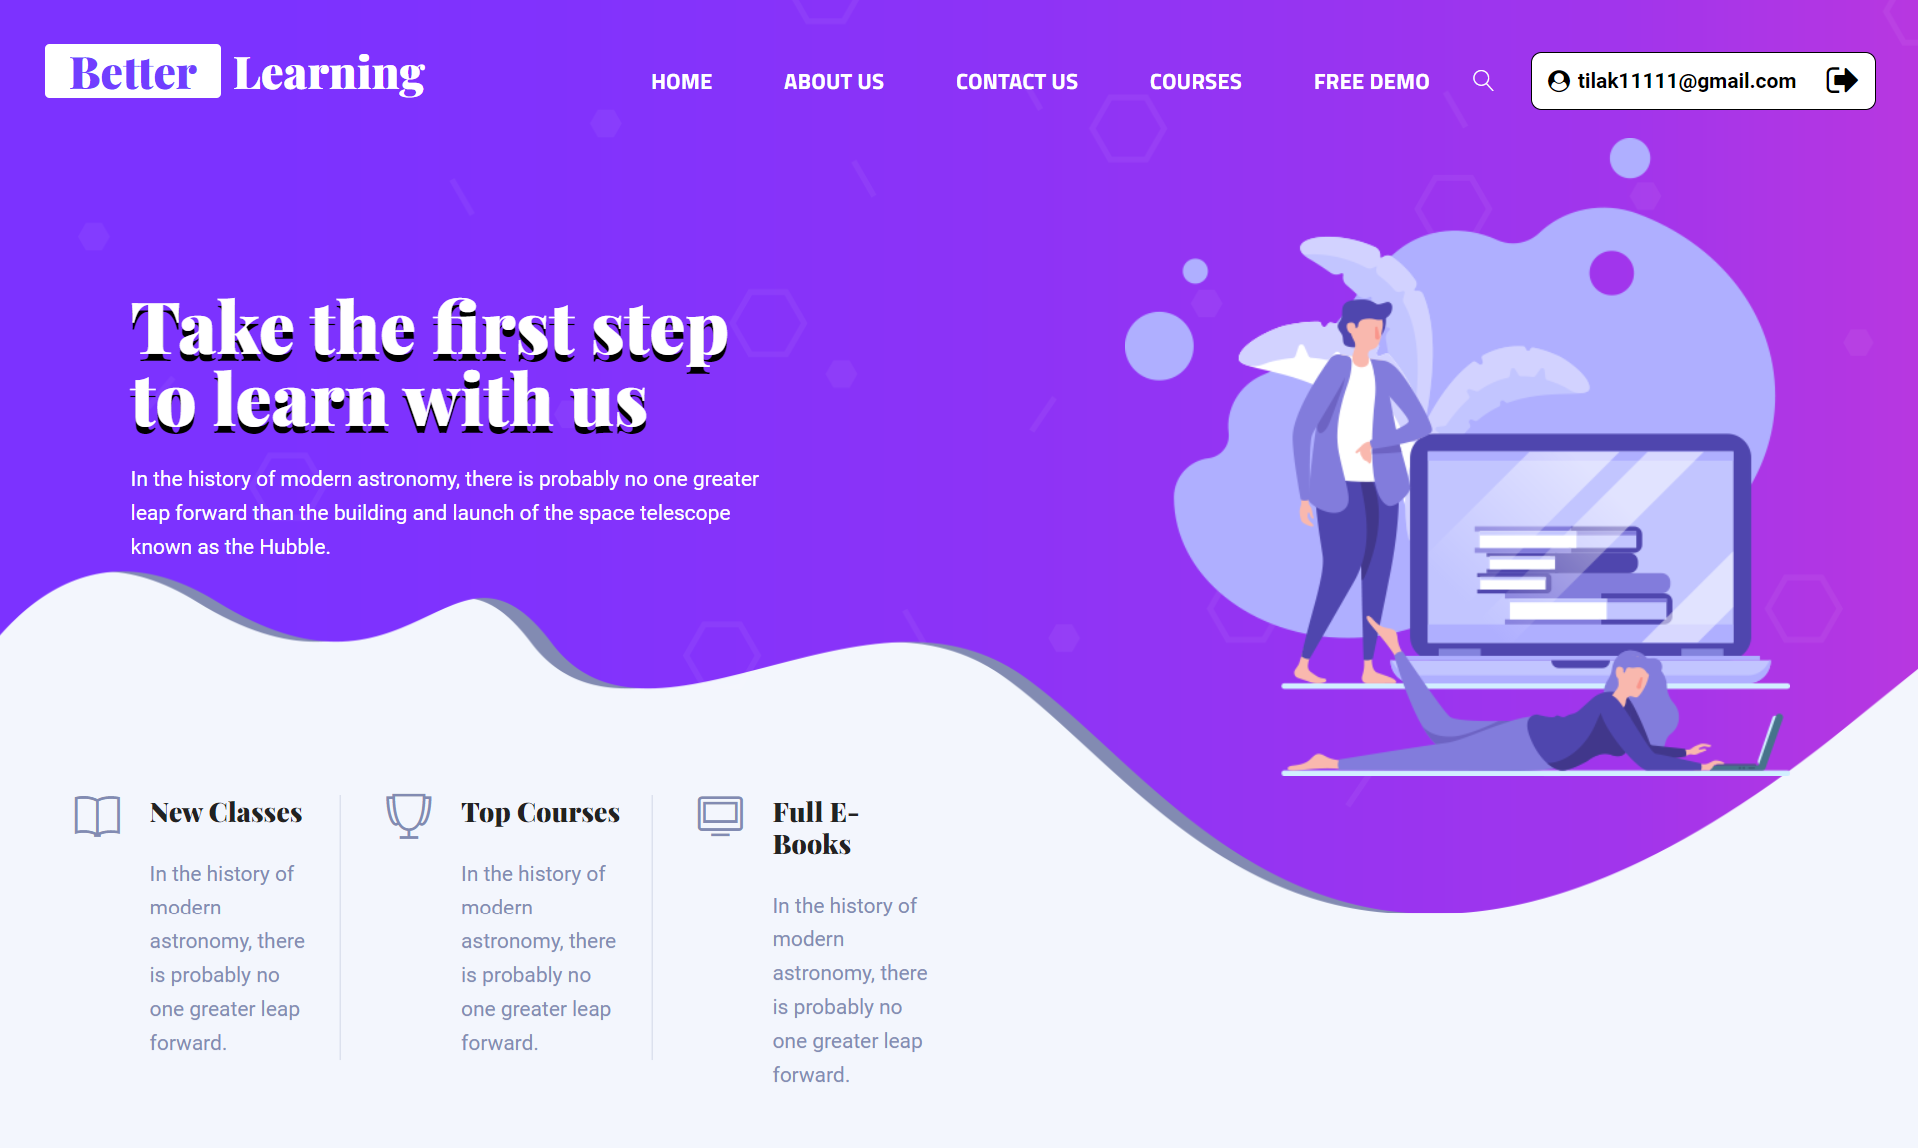 Better Learning
HOME ABOUT US CONTACT US COURSES FREE DEMO tilak11111@gmail.com
Take the first step
to learn with us
In the history of modern astronomy, there is probably no one greater
leap forward than the building and launch of the space telescope
known as the Hubble.
New Classes
In the history of
modern
astronomy, there
is probably no
one greater leap
forward.
Top Courses
In the history of
modern
astronomy, there
is probably no
one greater leap
forward.
Full E-
Books
In the history of
modern
astronomy, there
is probably no
one greater leap
forward.